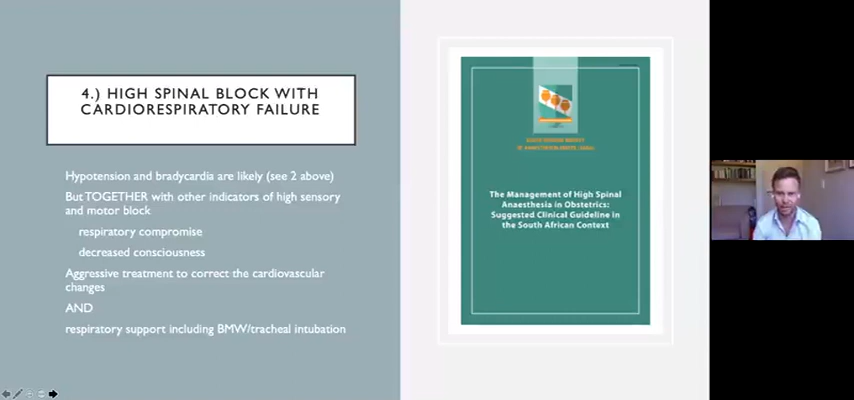 4.) HIGH SPINAL BLOCK WITH
CARDIORESPIRATORY FAILURE
Hypotension and bradycardia are likely (see 2 above)
But TOGETHER with other indicators of high sensory
and motor block
respiratory compromise
decreased consciousness
Aggressive treatment to correct the cardiovascular
changes
AND
respiratory support including BMW/tracheal intubation
The Management of High Spinal
Anaesthesia in Obstetrics:
Suggested Clinical Guideline in
the South African Context